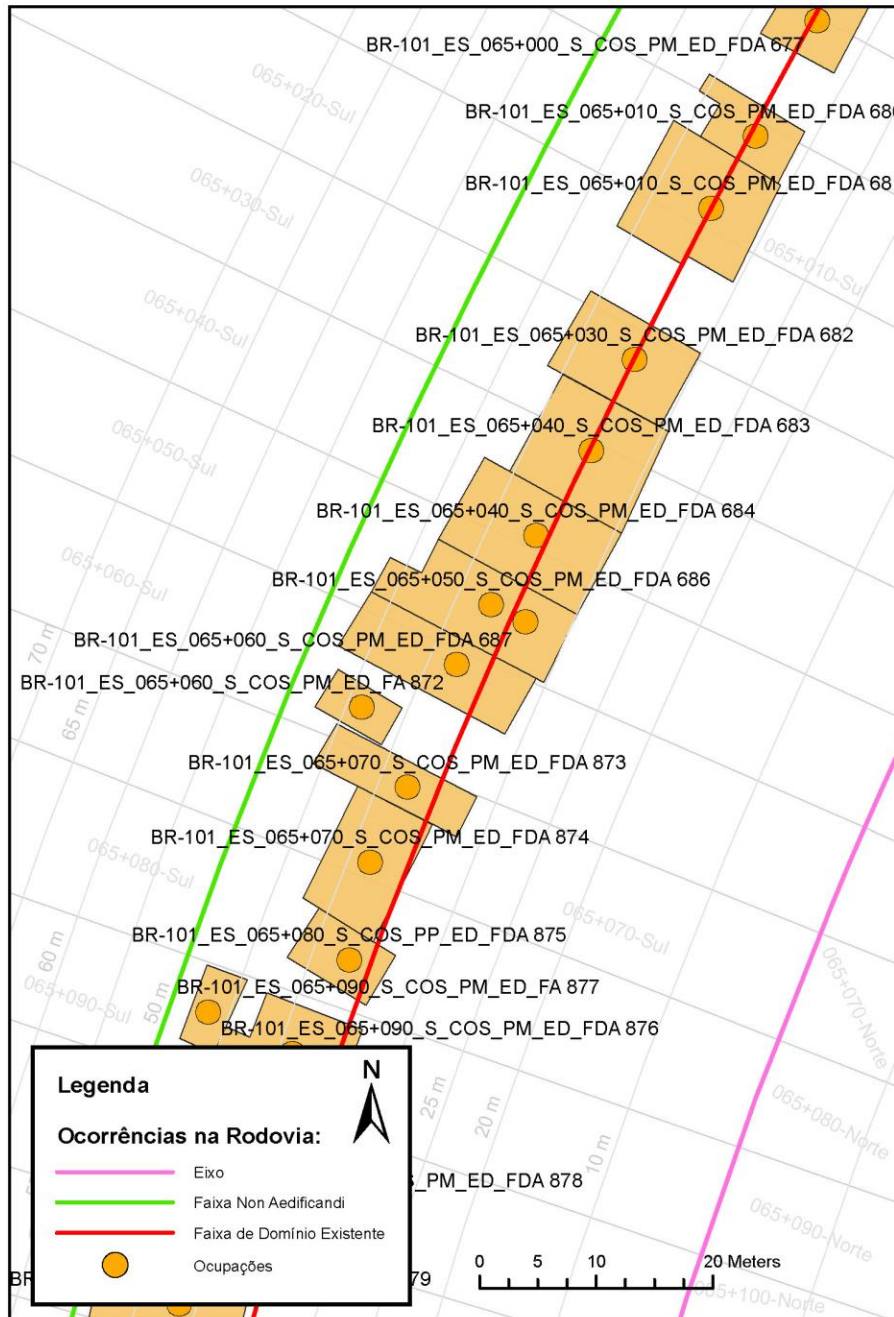 BR-101_ES_065+000_S_COS_PM_ED_FDA 677
065+020-Sul
BR-101_ES_065+010_S_COS_PM_ED_FDA 680
065+030-Sul
BR-101_ES_065+010_S_COS_PM_ED_FDA 68
065+010-Sul
065+040-Sul
BR-101_ES_065+030_S_COS_PM_ED_FDA 682
065+050-Sul
BR-101_ES_065+040_S_COS_PM_ED_FDA 683
BR-101_ES_065+040_S_COS_PM_ED_FDA 684
065+060-Sul
BR-101_ES_065+050_S_COS_PM_ED_FDA 686
70 m
BR-101_ES_065+060_S_COS_PM_ED_FDA 687
BR-101_ES_065+060_S_COS_PM_ED_FA 872
65 m
BR-101_ES_065+070_S_COS_PM_ED_FDA 873
BR-101_ES_065+070_S_COS_PM_ED_FDA 874
065+080-Sul
065+070-Sul
BR-101_ES_065+080_S_COS_PP_ED_FDA 875
60 m
065+070-Norte
065+090-Sul
50 m
BR-101_ES_065+090_S_COS_PM_ED_FA 877
BR-101_ES_065+090_S_COS_PM_ED_FDA 876
25 m
20 m
10 m
065+080-Norte
Legenda
N
Ocorrências na Rodovia:
Eixo
Faixa Non Aedificandi
Faixa de Domínio Existente
Ocupações
_PM_ED_FDA 878
065+090-Norte
0 5 10 20 Meters
BR
79
065+100-Norte